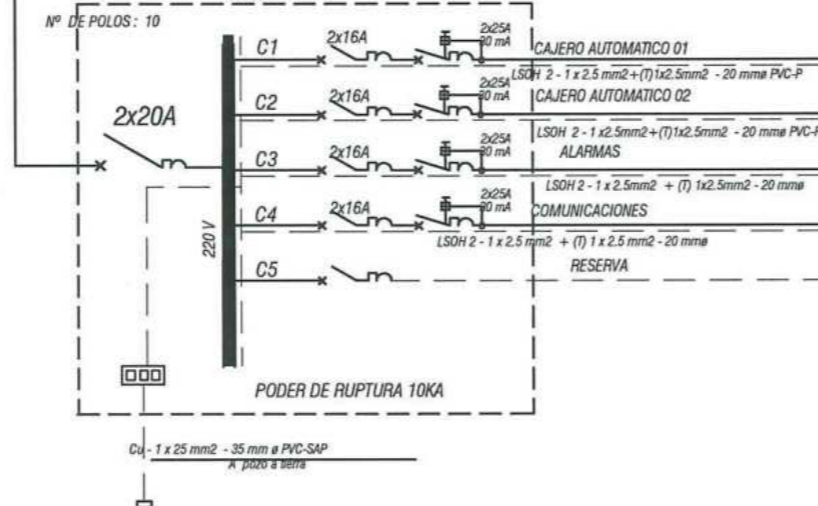 Nº DE POLOS: 10
2x20A
220 V
C1
2x16A
2x25A
30 mA
CAJERO AUTOMATICO 01
LSOH 2 - 1 x 2.5 mm2+(T)1x2.5mm2 - 20 mmø PVC-P
C2
2x16A
2x25A
30 mA
CAJERO AUTOMATICO 02
LSOH 2 - 1 x2.5mm2+(T)1x2.5mm2 - 20 mmø PVC-P
C3
2x16A
2x25A
30 mA
ALARMAS
LSOH 2 - 1 x 2.5mm2 + (T) 1x2.5mm2 - 20 mmø
C4
2x16A
2x25A
30 mA
COMUNICACIONES
LSOH 2 - 1 x 2.5 mm2 + (T) 1 x 2.5 mm2 - 20 mmø
C5
RESERVA
PODER DE RUPTURA 10KA
Cu - 1 x 25 mm2 - 35 mm ø PVC-SAP
A pozo a tierra